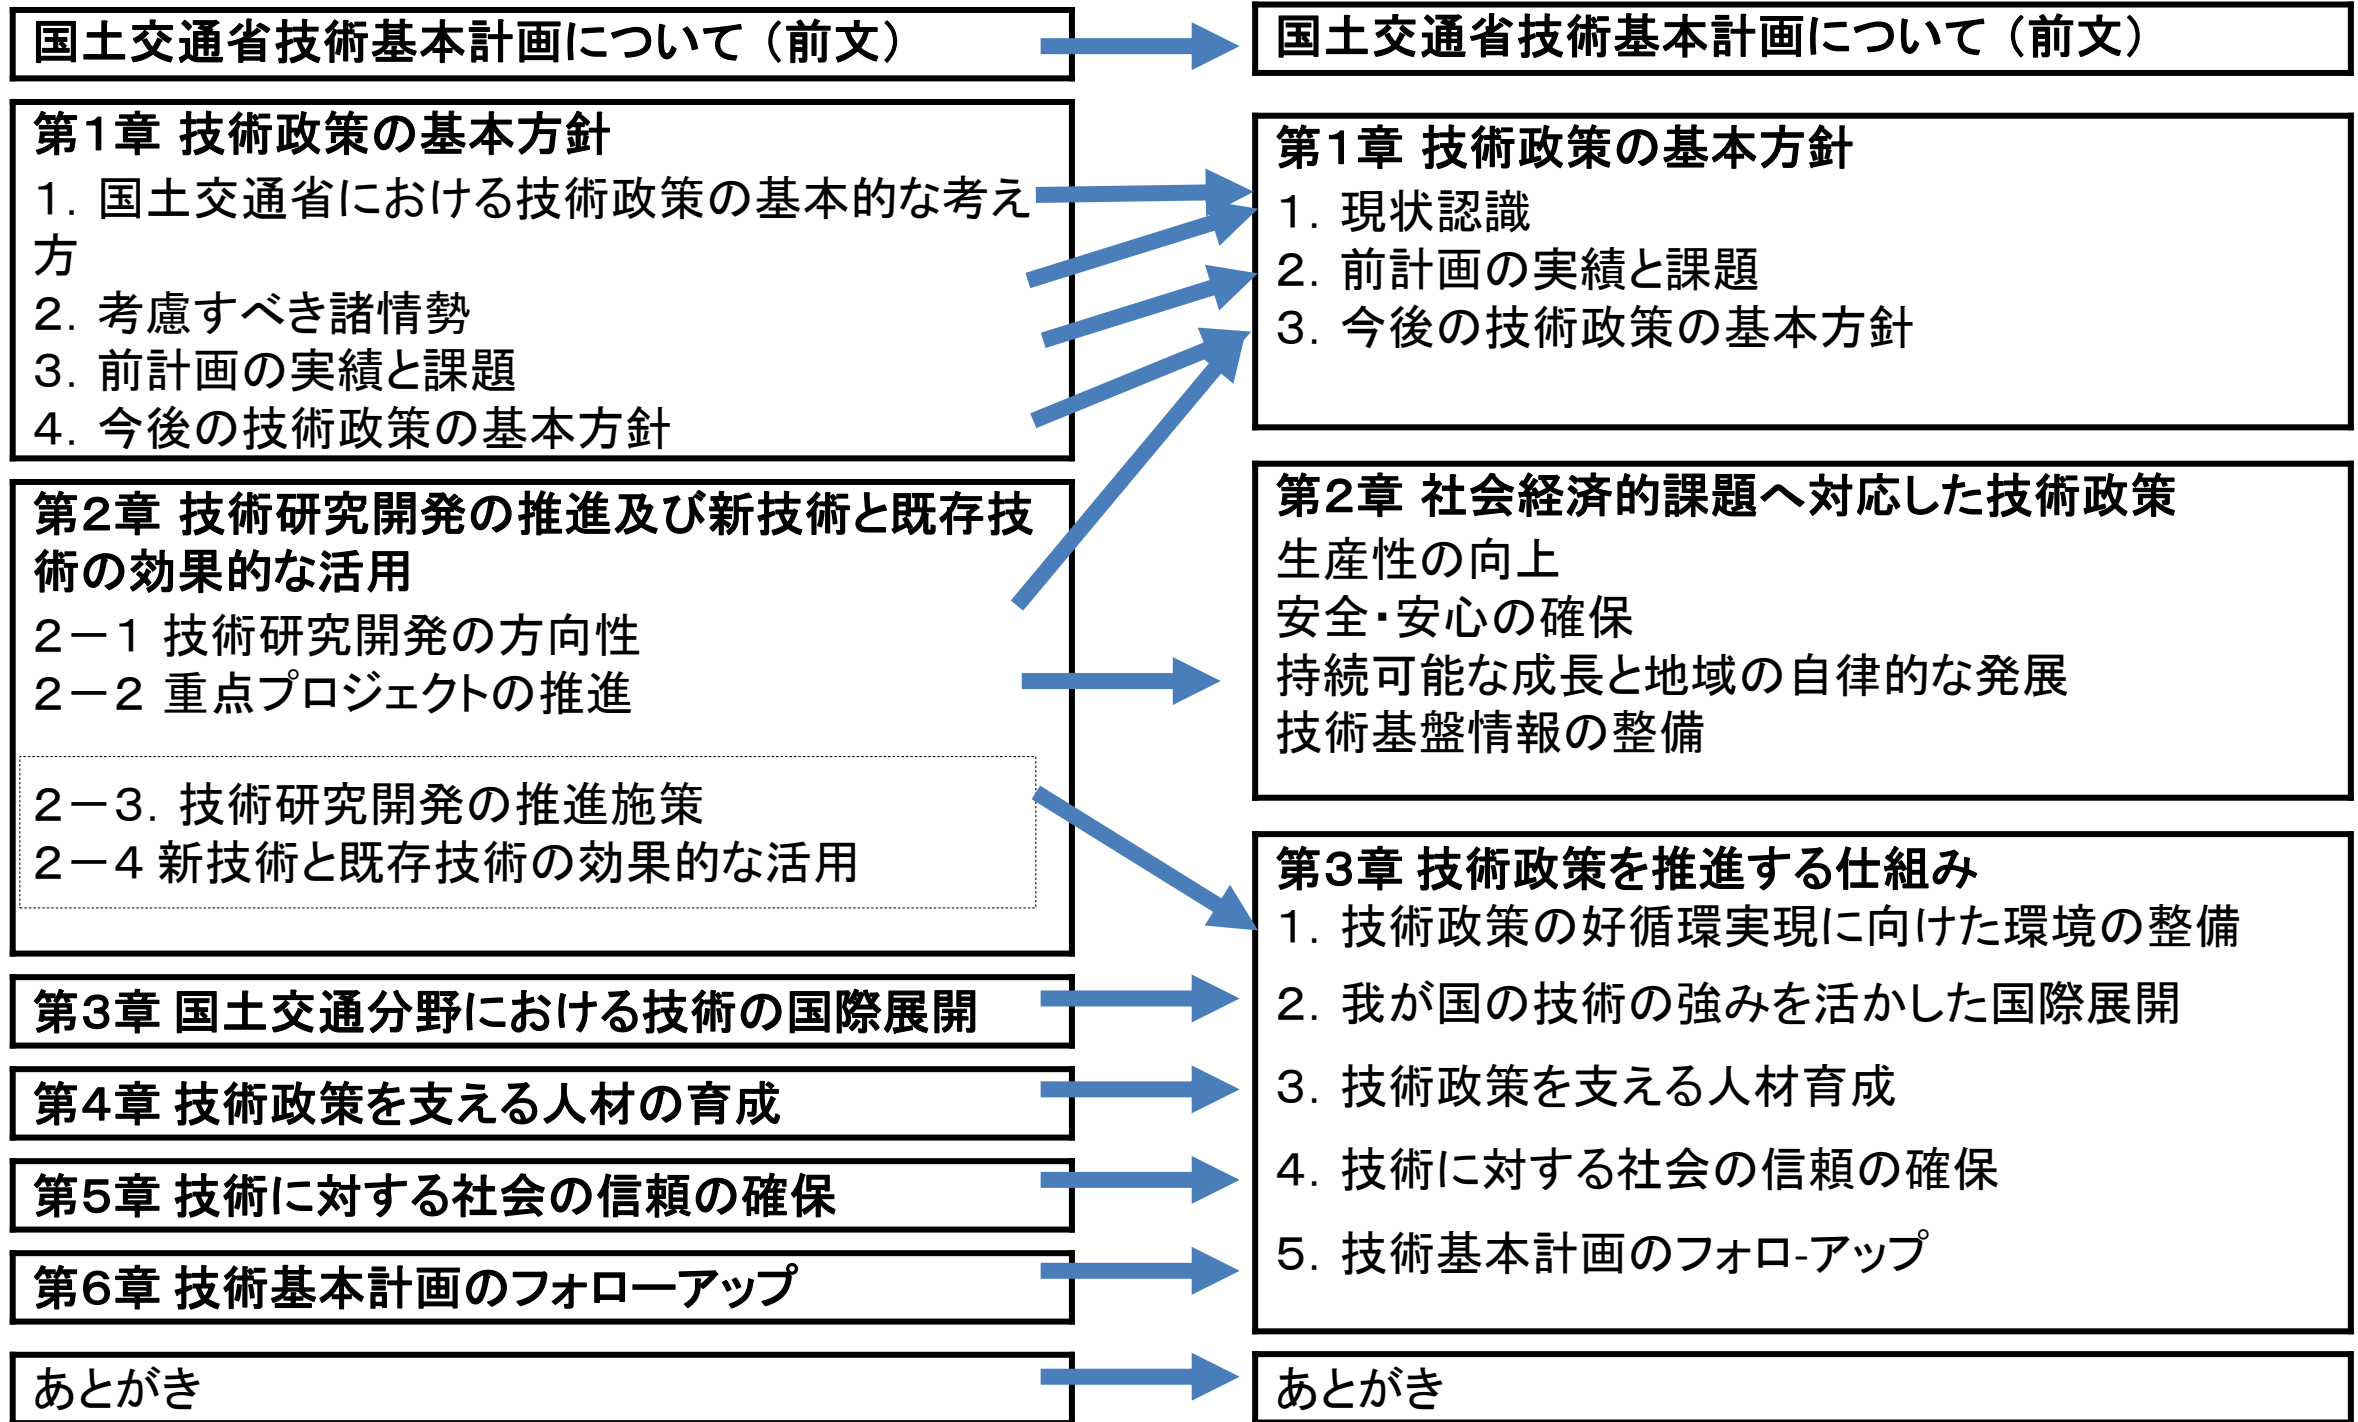 国土交通省技術基本計画について（前文）
第1章 技術政策の基本方針
1．国土交通省における技術政策の基本的な考え
方
2．考慮すべき諸情勢
3．前計画の実績と課題
4．今後の技術政策の基本方針
第2章 技術研究開発の推進及び新技術と既存技
術の効果的な活用
2－1 技術研究開発の方向性
2－2 重点プロジェクトの推進
2－3．技術研究開発の推進施策
2－4 新技術と既存技術の効果的な活用
第3章 国土交通分野における技術の国際展開
第4章 技術政策を支える人材の育成
第5章 技術に対する社会の信頼の確保
第6章 技術基本計画のフォローアップ
あとがき
国土交通省技術基本計画について（前文）
第1章 技術政策の基本方針
1．現状認識
2．前計画の実績と課題
3．今後の技術政策の基本方針
第2章 社会経済的課題へ対応した技術政策
生産性の向上
安全・安心の確保
持続可能な成長と地域の自律的な発展
技術基盤情報の整備
第3章 技術政策を推進する仕組み
1．技術政策の好循環実現に向けた環境の整備
2．我が国の技術の強みを活かした国際展開
3．技術政策を支える人材育成
4．技術に対する社会の信頼の確保
5．技術基本計画のフォロ-アップ
あとがき